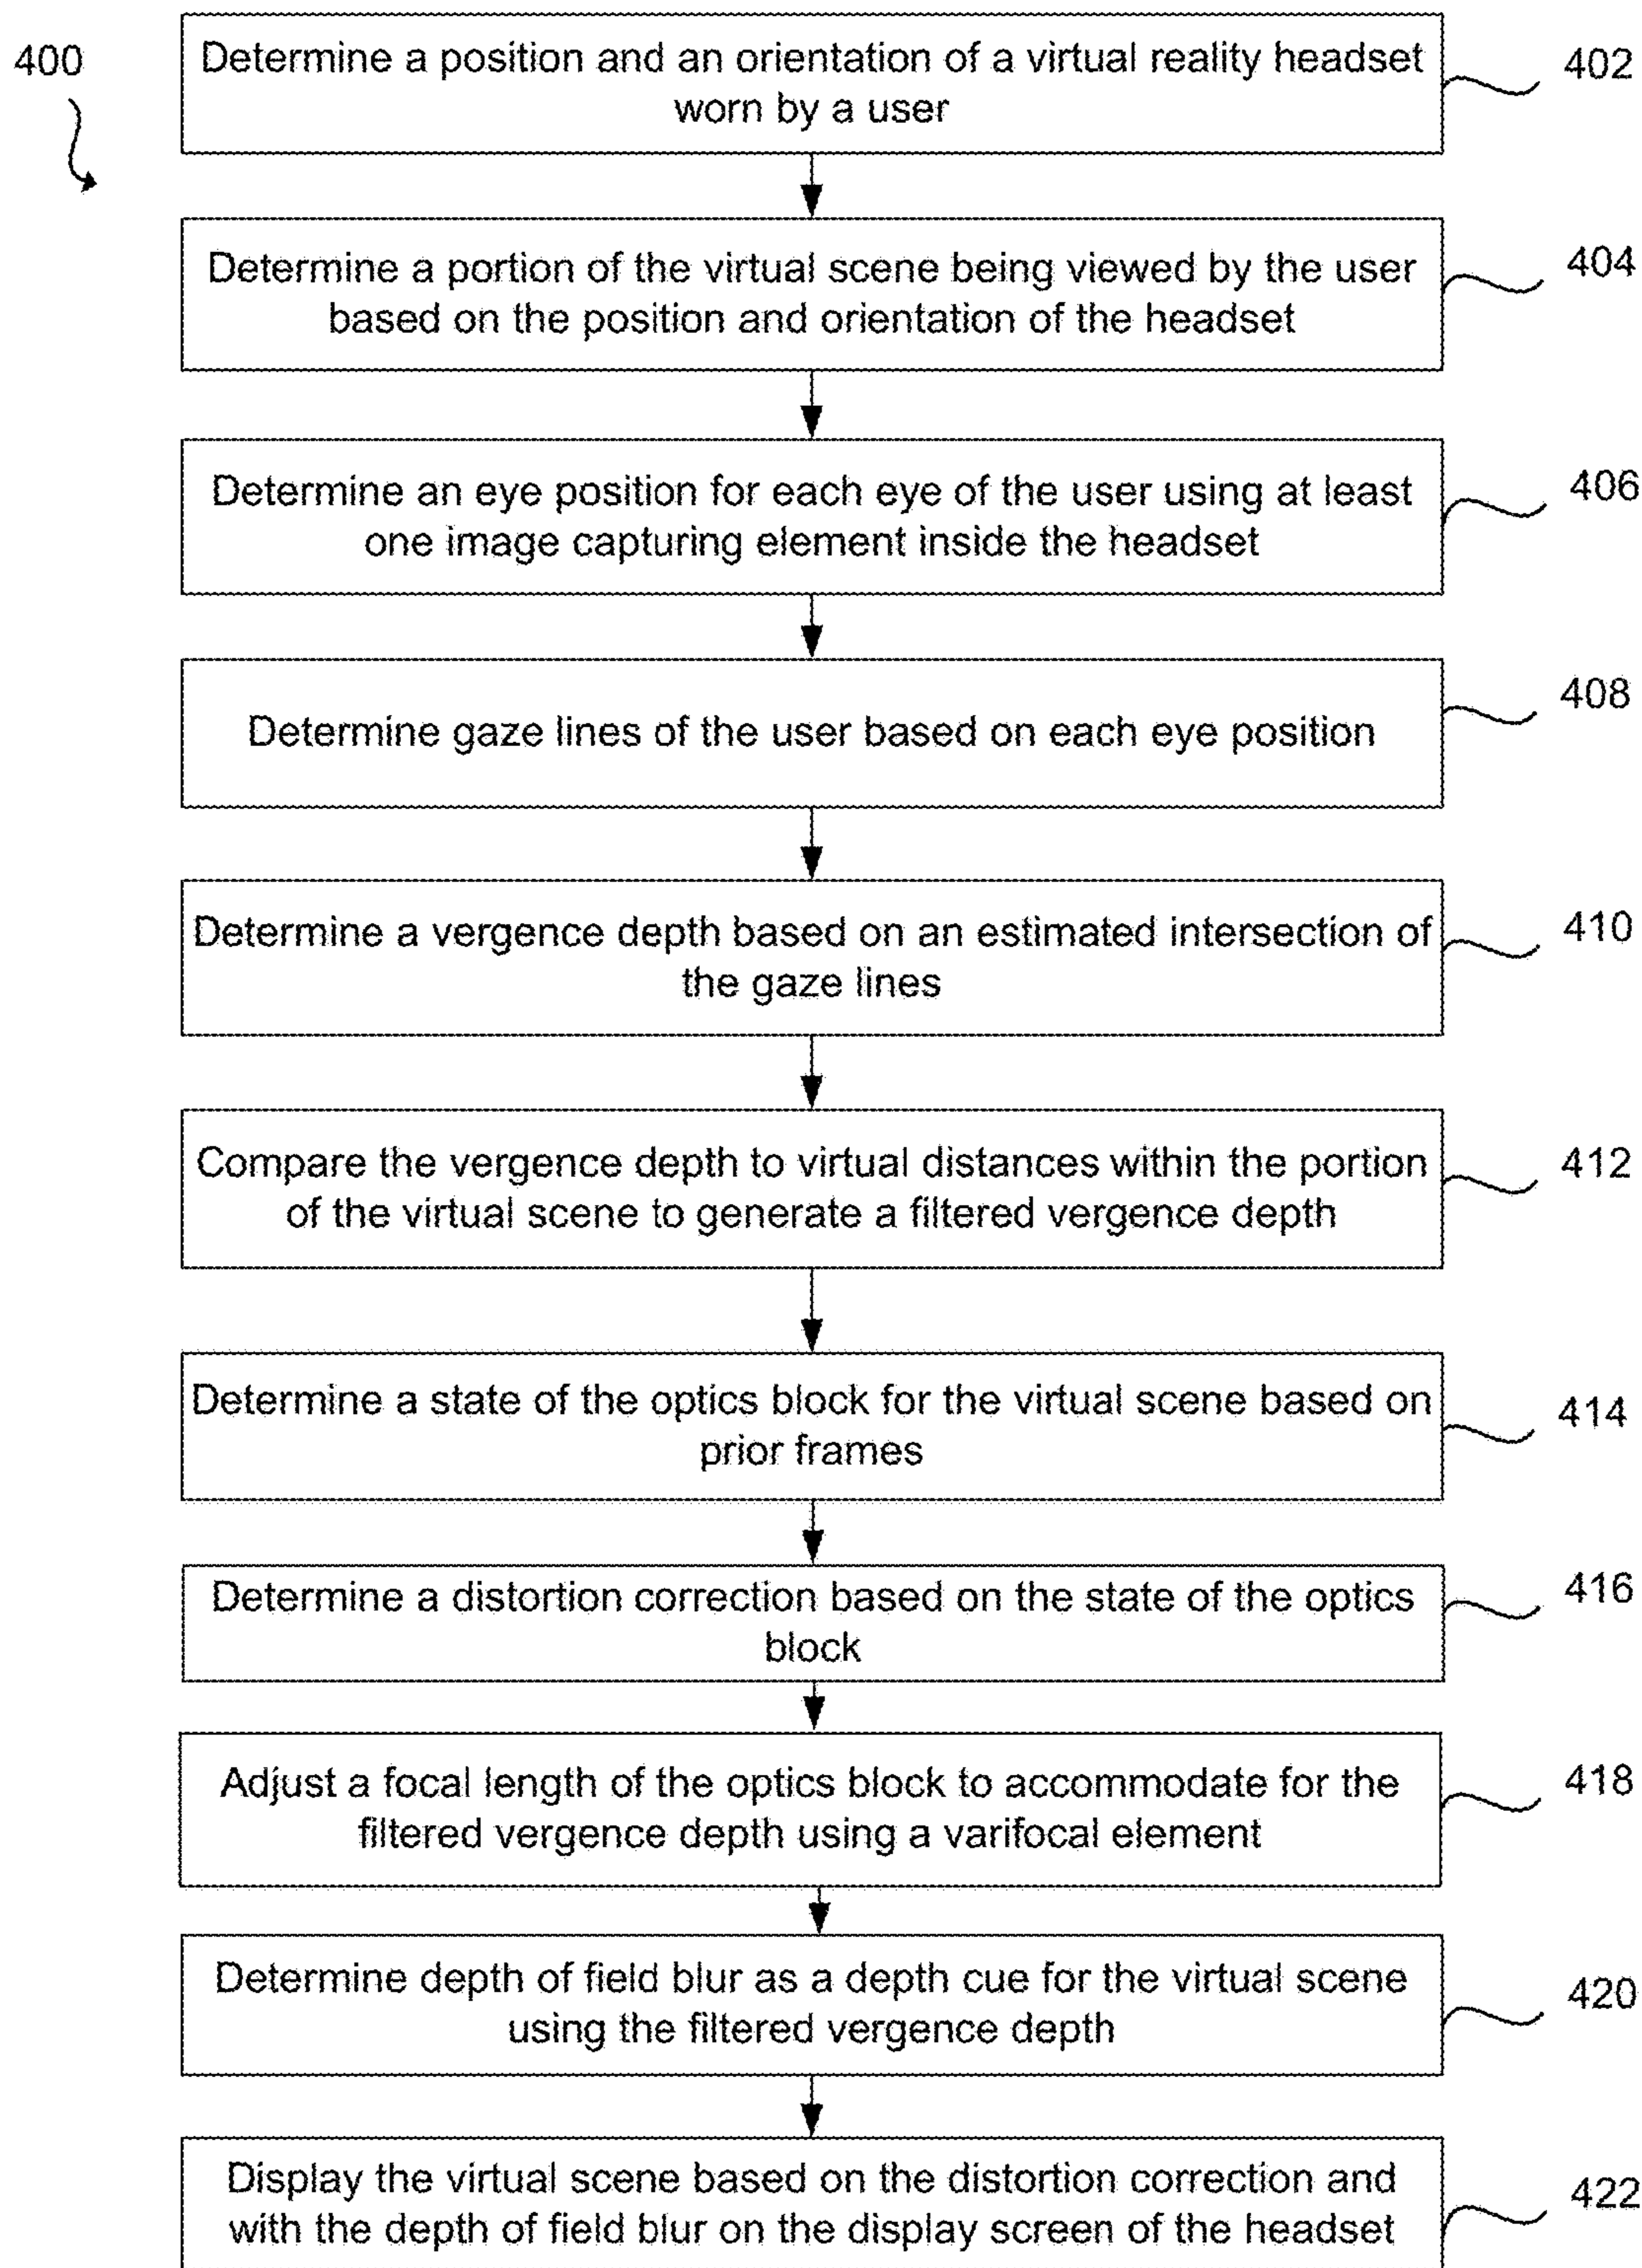 400
Determine a position and an orientation of a virtual reality headset
worn by a user
402
Determine a portion of the virtual scene being viewed by the user
based on the position and orientation of the headset
404
Determine an eye position for each eye of the user using at least
one image capturing element inside the headset
406
Determine gaze lines of the user based on each eye position
408
Determine a vergence depth based on an estimated intersection of
the gaze lines
410
Compare the vergence depth to virtual distances within the portion
of the virtual scene to generate a filtered vergence depth
412
Determine a state of the optics block for the virtual scene based on
prior frames
414
Determine a distortion correction based on the state of the optics
block
416
Adjust a focal length of the optics block to accommodate for the
filtered vergence depth using a varifocal element
418
Determine depth of field blur as a depth cue for the virtual scene
using the filtered vergence depth
420
Display the virtual scene based on the distortion correction and
with the depth of field blur on the display screen of the headset
422